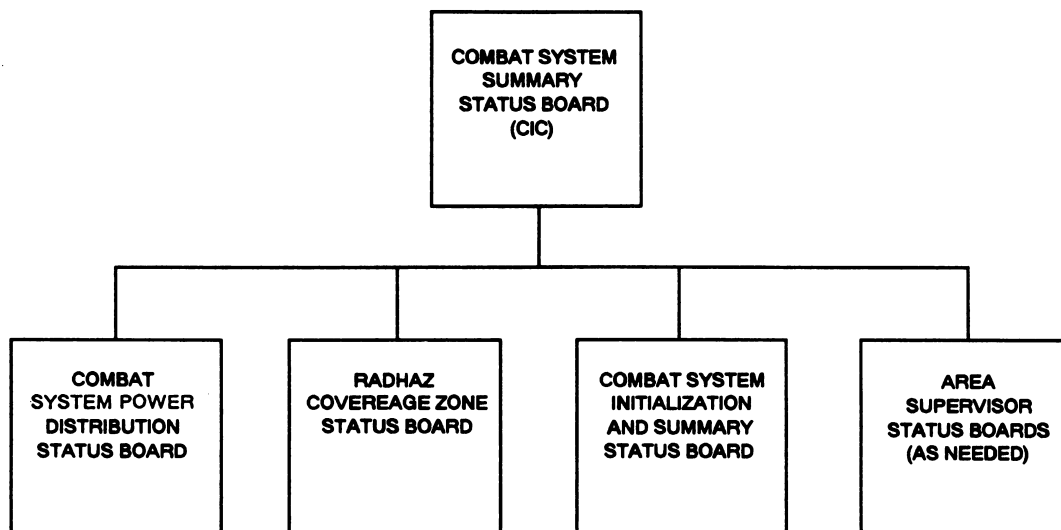 COMBAT SYSTEM
SUMMARY
STATUS BOARD
(CIC)
COMBAT
SYSTEM POWER
DISTRIBUTION
STATUS BOARD
RADHAZ
COVEREAGE ZONE
STATUS BOARD
COMBAT SYSTEM
INITIALIZATION
AND SUMMARY
STATUS BOARD
AREA
SUPERVISOR
STATUS BOARDS
(AS NEEDED)